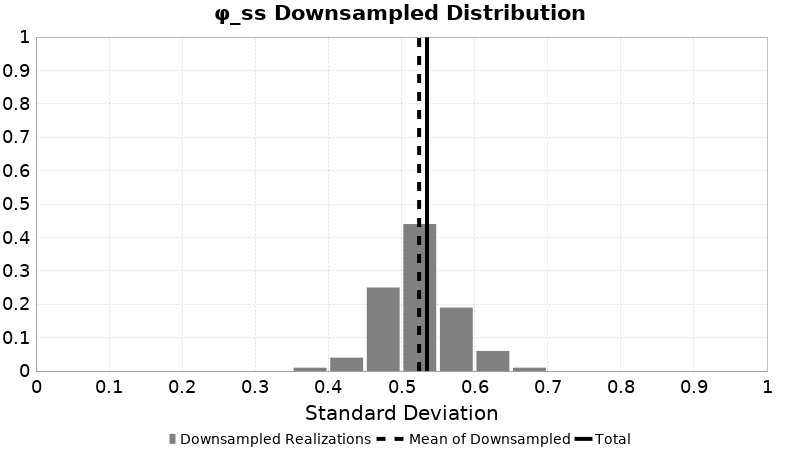 φ_ss Downsampled Distribution
1
0.9
0.8
0.7
0.6
0.5
0.4
0.3
0.2
0.1
0
0 0.1 0.2 0.3 0.4 0.5 0.6 0.7 0.8 0.9 1
Standard Deviation
Downsampled Realizations Mean of Downsampled Total